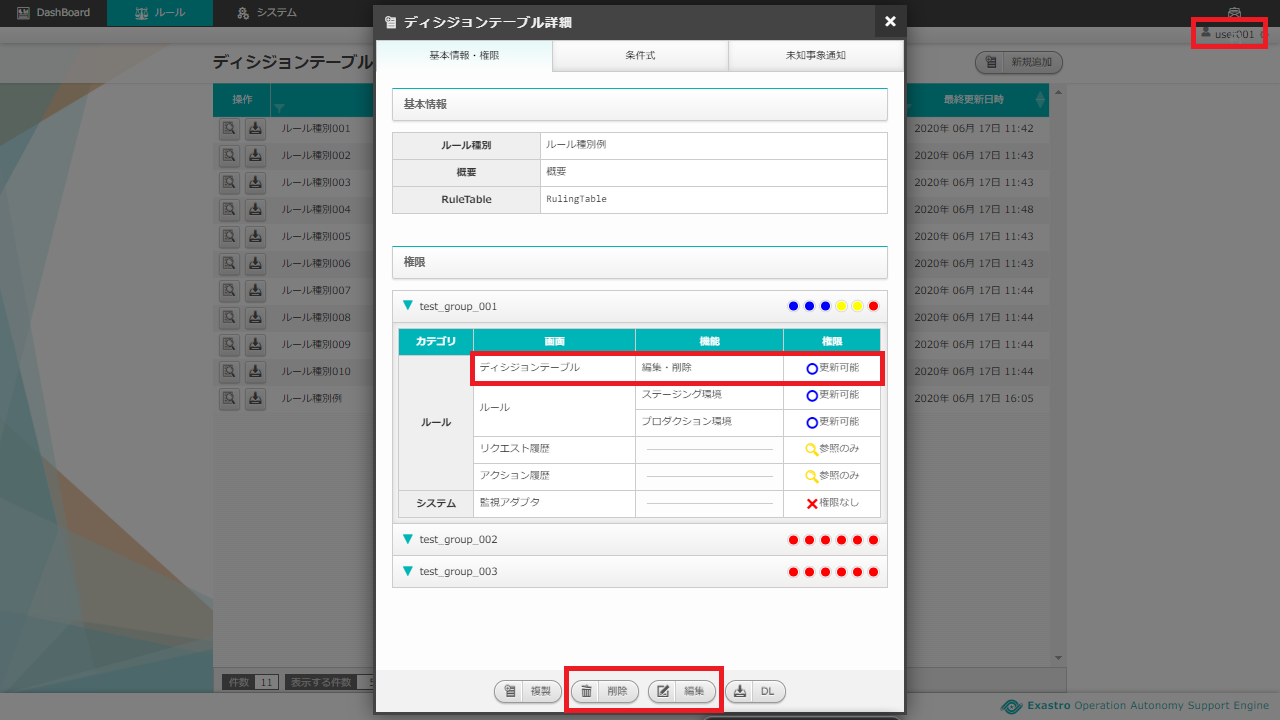 DashBoard ルール システム
user001
ディシジョンテーブル 新規追加
操作 最終更新日時
ルール種別001 2020年 06月 17日 11:42
ルール種別002 2020年 06月 17日 11:43
ルール種別003 2020年 06月 17日 11:43
ルール種別004 2020年 06月 17日 11:48
ルール種別005 2020年 06月 17日 11:43
ルール種別006 2020年 06月 17日 11:43
ルール種別007 2020年 06月 17日 11:44
ルール種別008 2020年 06月 17日 11:44
ルール種別009 2020年 06月 17日 11:44
ルール種別010 2020年 06月 17日 11:44
ルール種別例 2020年 06月 17日 16:05
件数 11 表示する件数
ディシジョンテーブル詳細
基本情報・権限 条件式 未知事象通知
基本情報
ルール種別 ルール種別例
概要 概要
RuleTable RulingTable
権限
test_group_001
カテゴリ 画面 機能 権限
ディシジョンテーブル 編集・削除 更新可能
ルール ルール ステージング環境 更新可能
プロダクション環境 更新可能
リクエスト履歴 参照のみ
アクション履歴 参照のみ
システム 監視アダプタ 権限なし
test_group_002
test_group_003
複製 削除 編集 DL
Exastro Operation Autonomy Support Engine